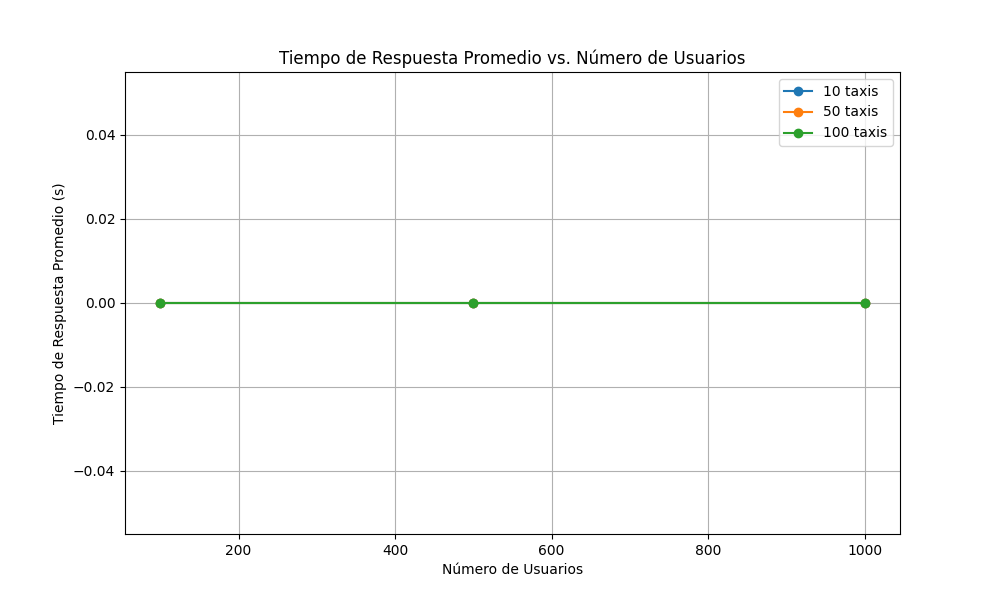 Tiempo de Respuesta Promedio vs. Número de Usuarios
10 taxis
50 taxis
100 taxis
Tiempo de Respuesta Promedio (s)
0.04
0.02
0.00
−0.02
−0.04
200 400 600 800 1000
Número de Usuarios